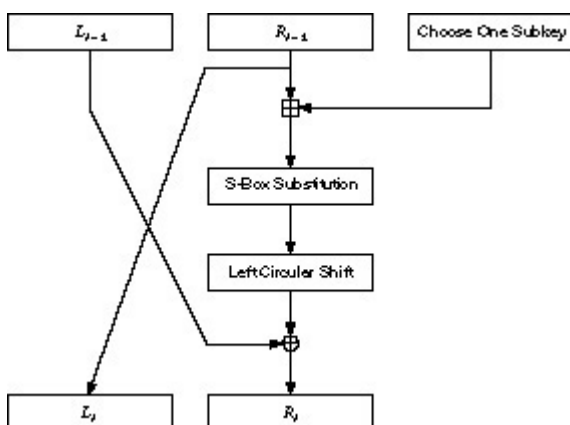 L_{i-1}
R_{i-1}
Choose One Subkey
S-Box Substitution
Left Circular Shift
L_i
R_i